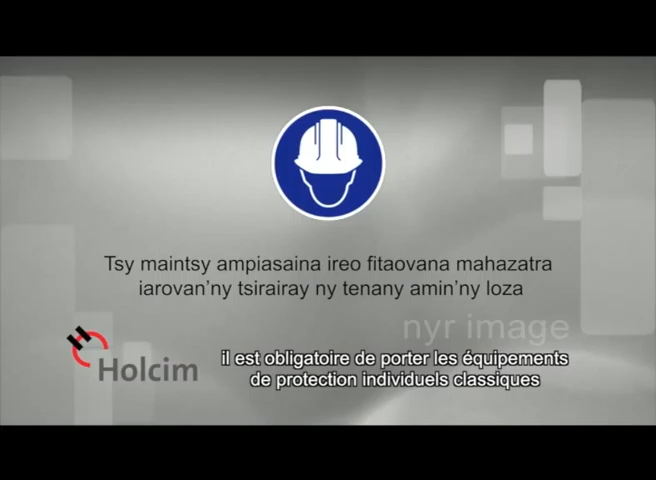 Tsy maintsy ampiasaina ireo fitaovana mahazatra
iarovan'ny tsirairay ny tenany amin'ny loza
nyr image
Holcim
il est obligatoire de porter les équipements
de protection individuels classiques